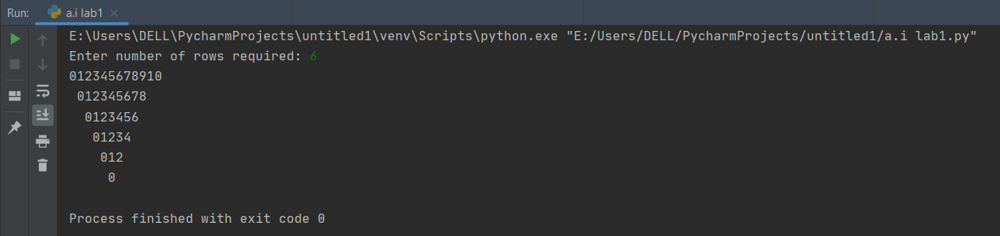 Run: a.i lab1
E:\Users\DELL\PycharmProjects\untitled1\venv\Scripts\python.exe "E:/Users/DELL/PycharmProjects/untitled1/a.i lab1.py"
Enter number of rows required: 6
012345678910
 012345678
  0123456
   01234
    012
     0
Process finished with exit code 0